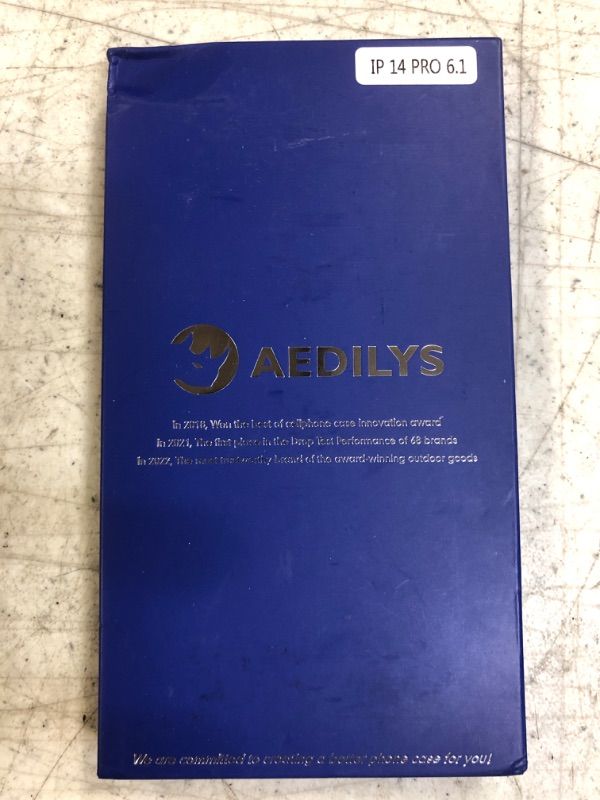 IP 14 PRO 6.1
AEDILYS
In 2018, Won the best of cellphone case innovation award
In 2021, The first place in the Drop Test Performance of 68 brands
In 2022, The most trustworthy brand of the award-winning outdoor goods
We are committed to creating a better phone case for you!